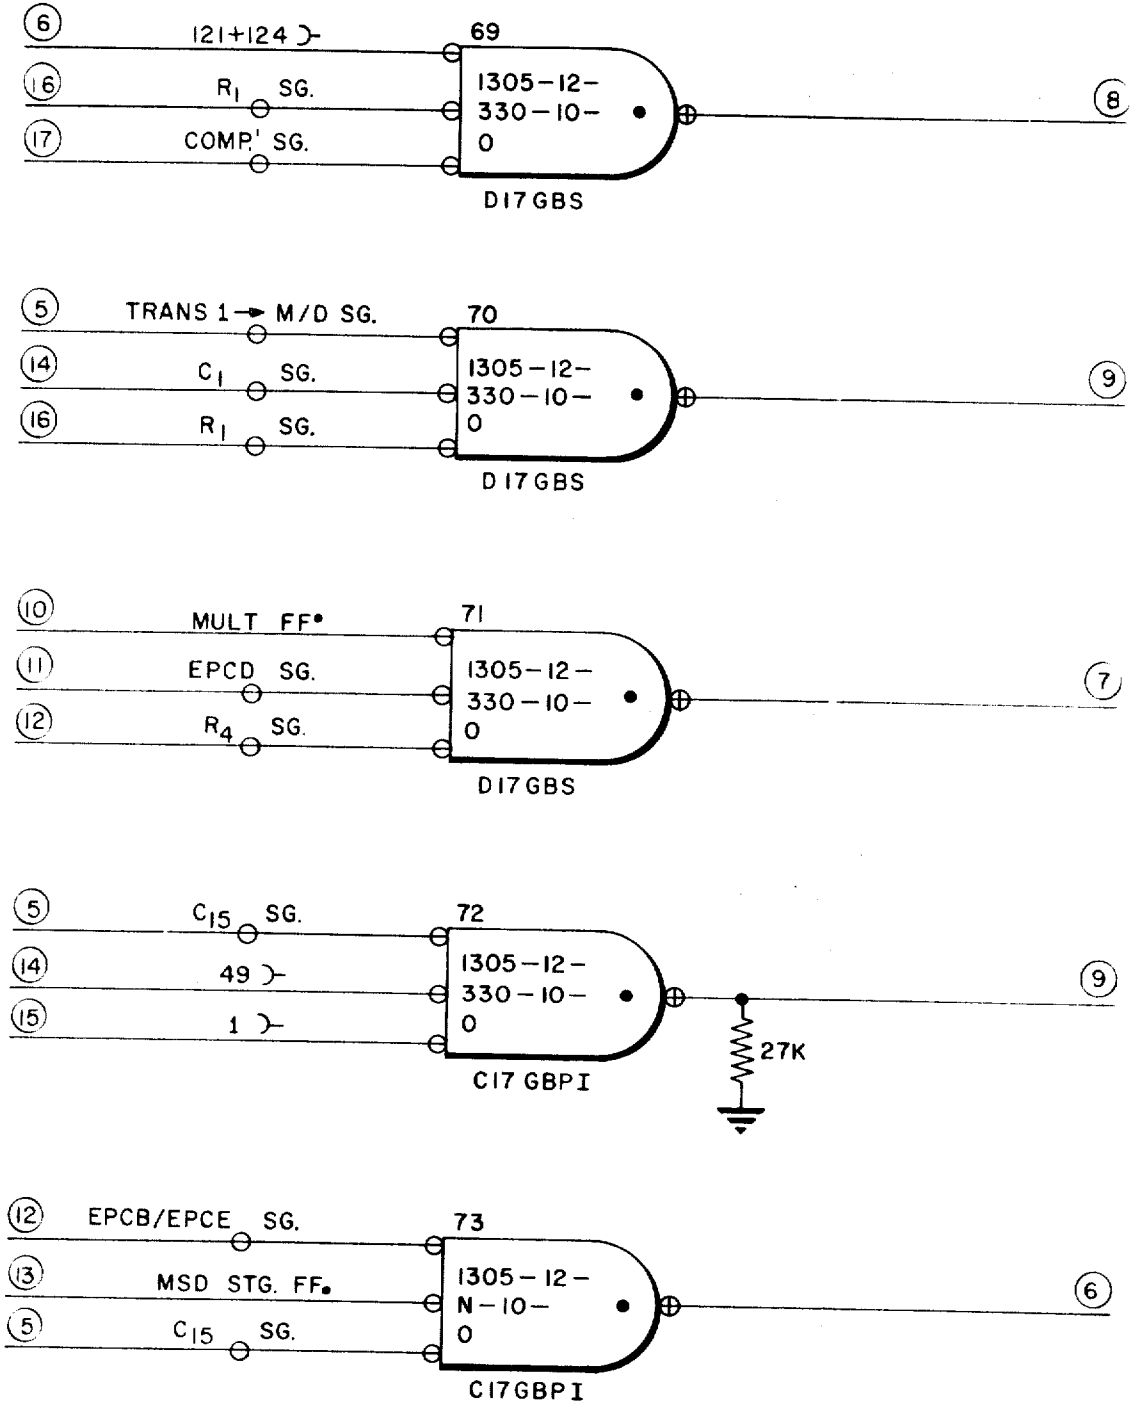 6 121+124 69
16 R1 SG. 1305-12-
17 COMP.' SG. 330-10- 8
0
D17GBS
5 TRANS 1→ M/D SG. 70
14 C1 SG. 1305-12-
16 R1 SG. 330-10- 9
0
D17GBS
10 MULT FF• 71
11 EPCD SG. 1305-12-
12 R4 SG. 330-10- 7
0
D17GBS
5 C15 SG. 72
14 49 1305-12-
15 1 330-10- 9
0
27K
C17 GBPI
12 EPCB/EPCE SG. 73
13 MSD STG. FF. 1305-12-
5 C15 SG. N-10- 6
0
C17GBPI